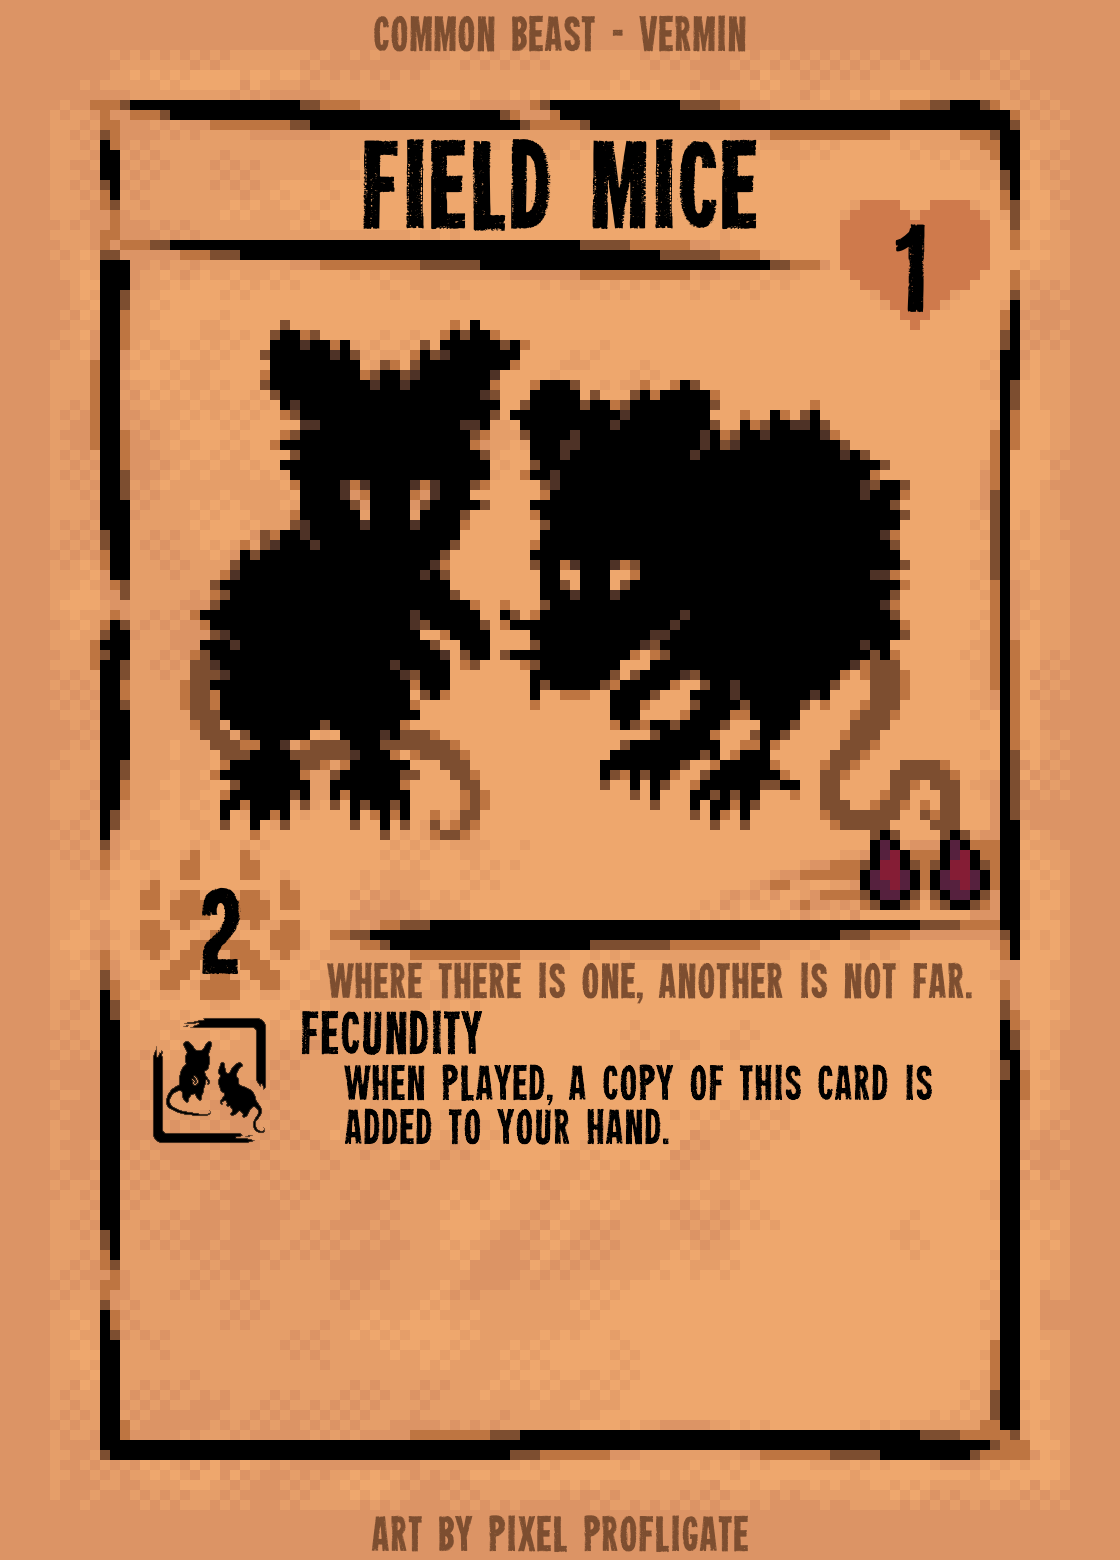 COMMON BEAST - VERMIN
FIELD MICE
1
2
WHERE THERE IS ONE, ANOTHER IS NOT FAR.
FECUNDITY
WHEN PLAYED, A COPY OF THIS CARD IS
ADDED TO YOUR HAND.
ART BY PIXEL PROFLIGATE